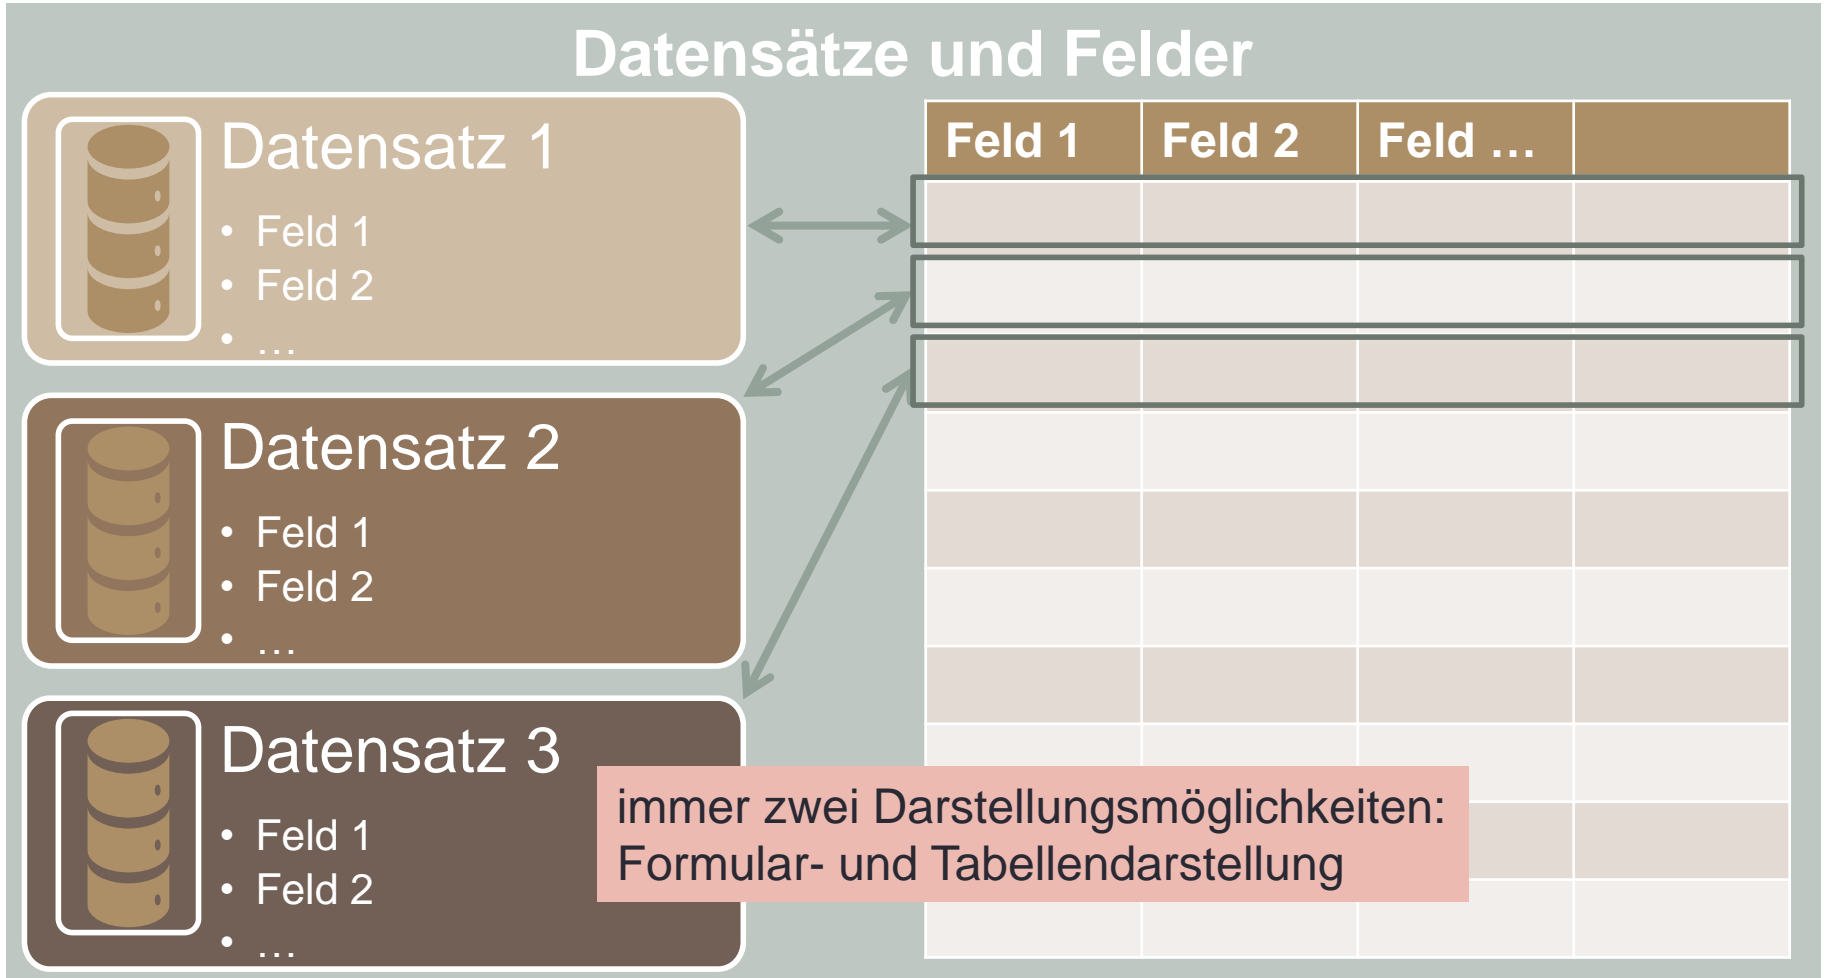 Datensätze und Felder
Datensatz 1
• Feld 1
• Feld 2
• …
Datensatz 2
• Feld 1
• Feld 2
• …
Datensatz 3
• Feld 1
• Feld 2
• …
Feld 1 Feld 2 Feld …
immer zwei Darstellungsmöglichkeiten:
Formular- und Tabellendarstellung